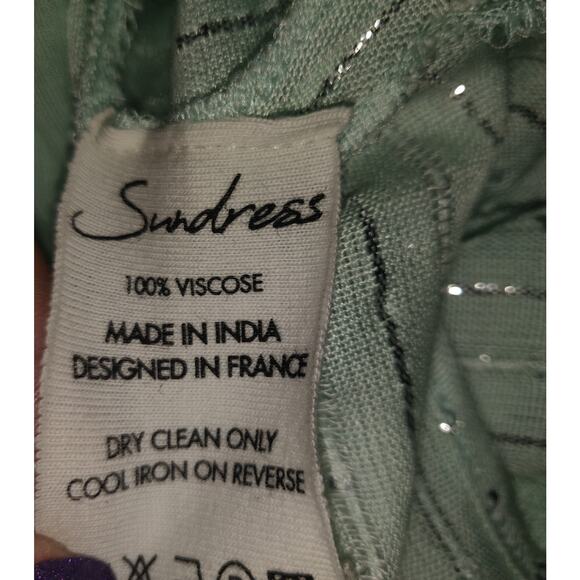 Sundress
100% VISCOSE
MADE IN INDIA
DESIGNED IN FRANCE
DRY CLEAN ONLY
COOL IRON ON REVERSE